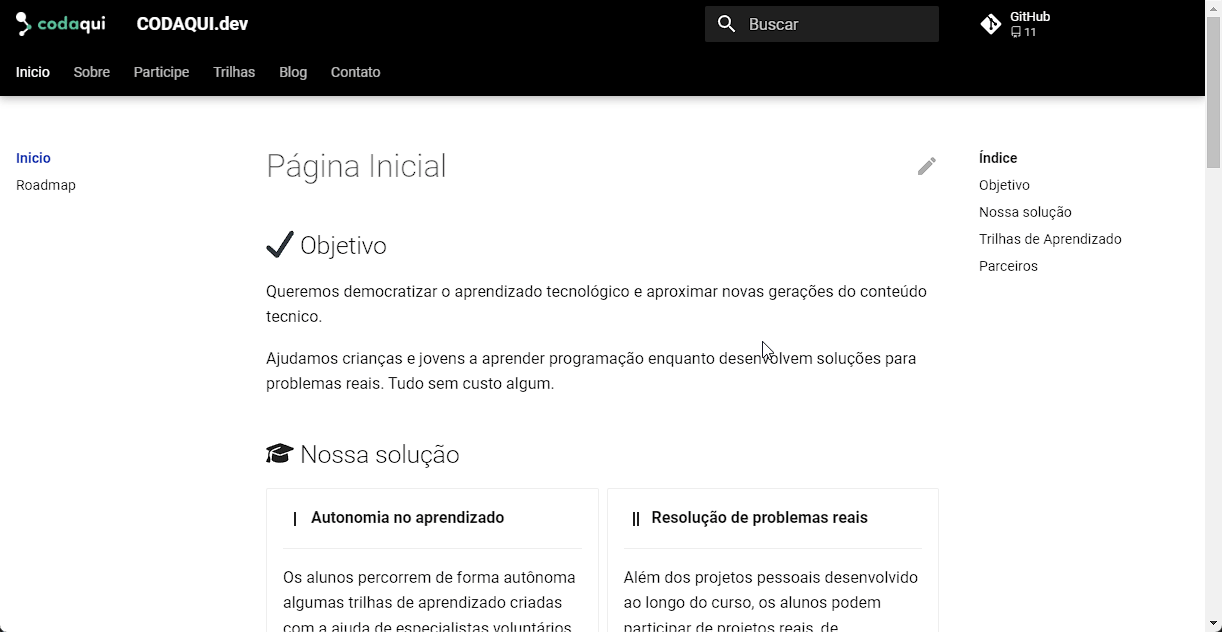 codaqui
CODAQUI.dev
Buscar
GitHub
11
Inicio
Sobre
Participe
Trilhas
Blog
Contato
Inicio
Roadmap
Página Inicial
Objetivo
Queremos democratizar o aprendizado tecnológico e aproximar novas gerações do conteúdo
tecnico.
Ajudamos crianças e jovens a aprender programação enquanto desenvolvem soluções para
problemas reais. Tudo sem custo algum.
Nossa solução
| Autonomia no aprendizado
Os alunos percorrem de forma autônoma
algumas trilhas de aprendizado criadas
com a ajuda de especialistas voluntários
|| Resolução de problemas reais
Além dos projetos pessoais desenvolvido
ao longo do curso, os alunos podem
participar de projetos reais, de
Índice
Objetivo
Nossa solução
Trilhas de Aprendizado
Parceiros